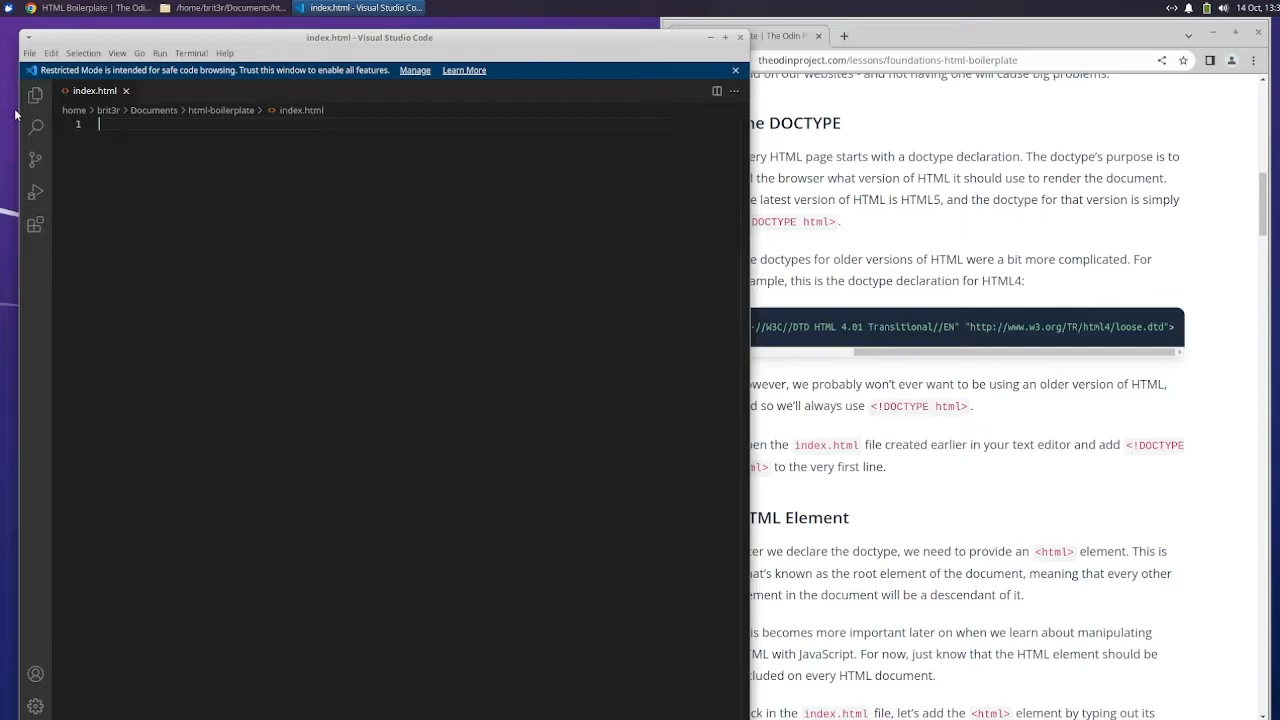 HTML Boilerplate | The Odi...
/home/brit3r/Documents/ht...
index.html - Visual Studio Co...
14 Oct, 13:3
index.html - Visual Studio Code
File Edit Selection View Go Run Terminal Help
Restricted Mode is intended for safe code browsing. Trust this window to enable all features. Manage Learn More
index.html
home > brit3r > Documents > html-boilerplate > index.html
1
te | The Odin P
theodinproject.com/lessons/foundations-html-boilerplate
d on our websites - and not having one will cause big problems.
he DOCTYPE
ery HTML page starts with a doctype declaration. The doctype's purpose is to
l the browser what version of HTML it should use to render the document.
e latest version of HTML is HTML5, and the doctype for that version is simply
DOCTYPE html>.
e doctypes for older versions of HTML were a bit more complicated. For
ample, this is the doctype declaration for HTML4:
-//W3C//DTD HTML 4.01 Transitional//EN" "http://www.w3.org/TR/html4/loose.dtd">
wever, we probably won't ever want to be using an older version of HTML,
d so we'll always use <!DOCTYPE html>.
en the index.html file created earlier in your text editor and add <!DOCTYPE
ml> to the very first line.
TML Element
ter we declare the doctype, we need to provide an <html> element. This is
at's known as the root element of the document, meaning that every other
ement in the document will be a descendant of it.
is becomes more important later on when we learn about manipulating
TML with JavaScript. For now, just know that the HTML element should be
cluded on every HTML document.
ck in the index.html file, let's add the <html> element by typing out its